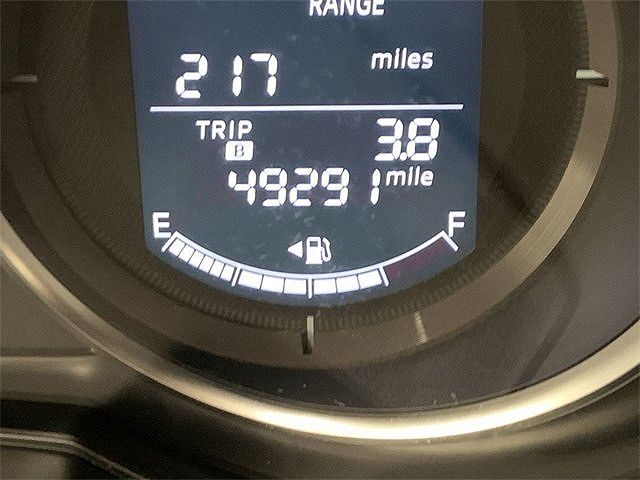 RANGE
217 miles
TRIP B 3.8
49291 mile
E F